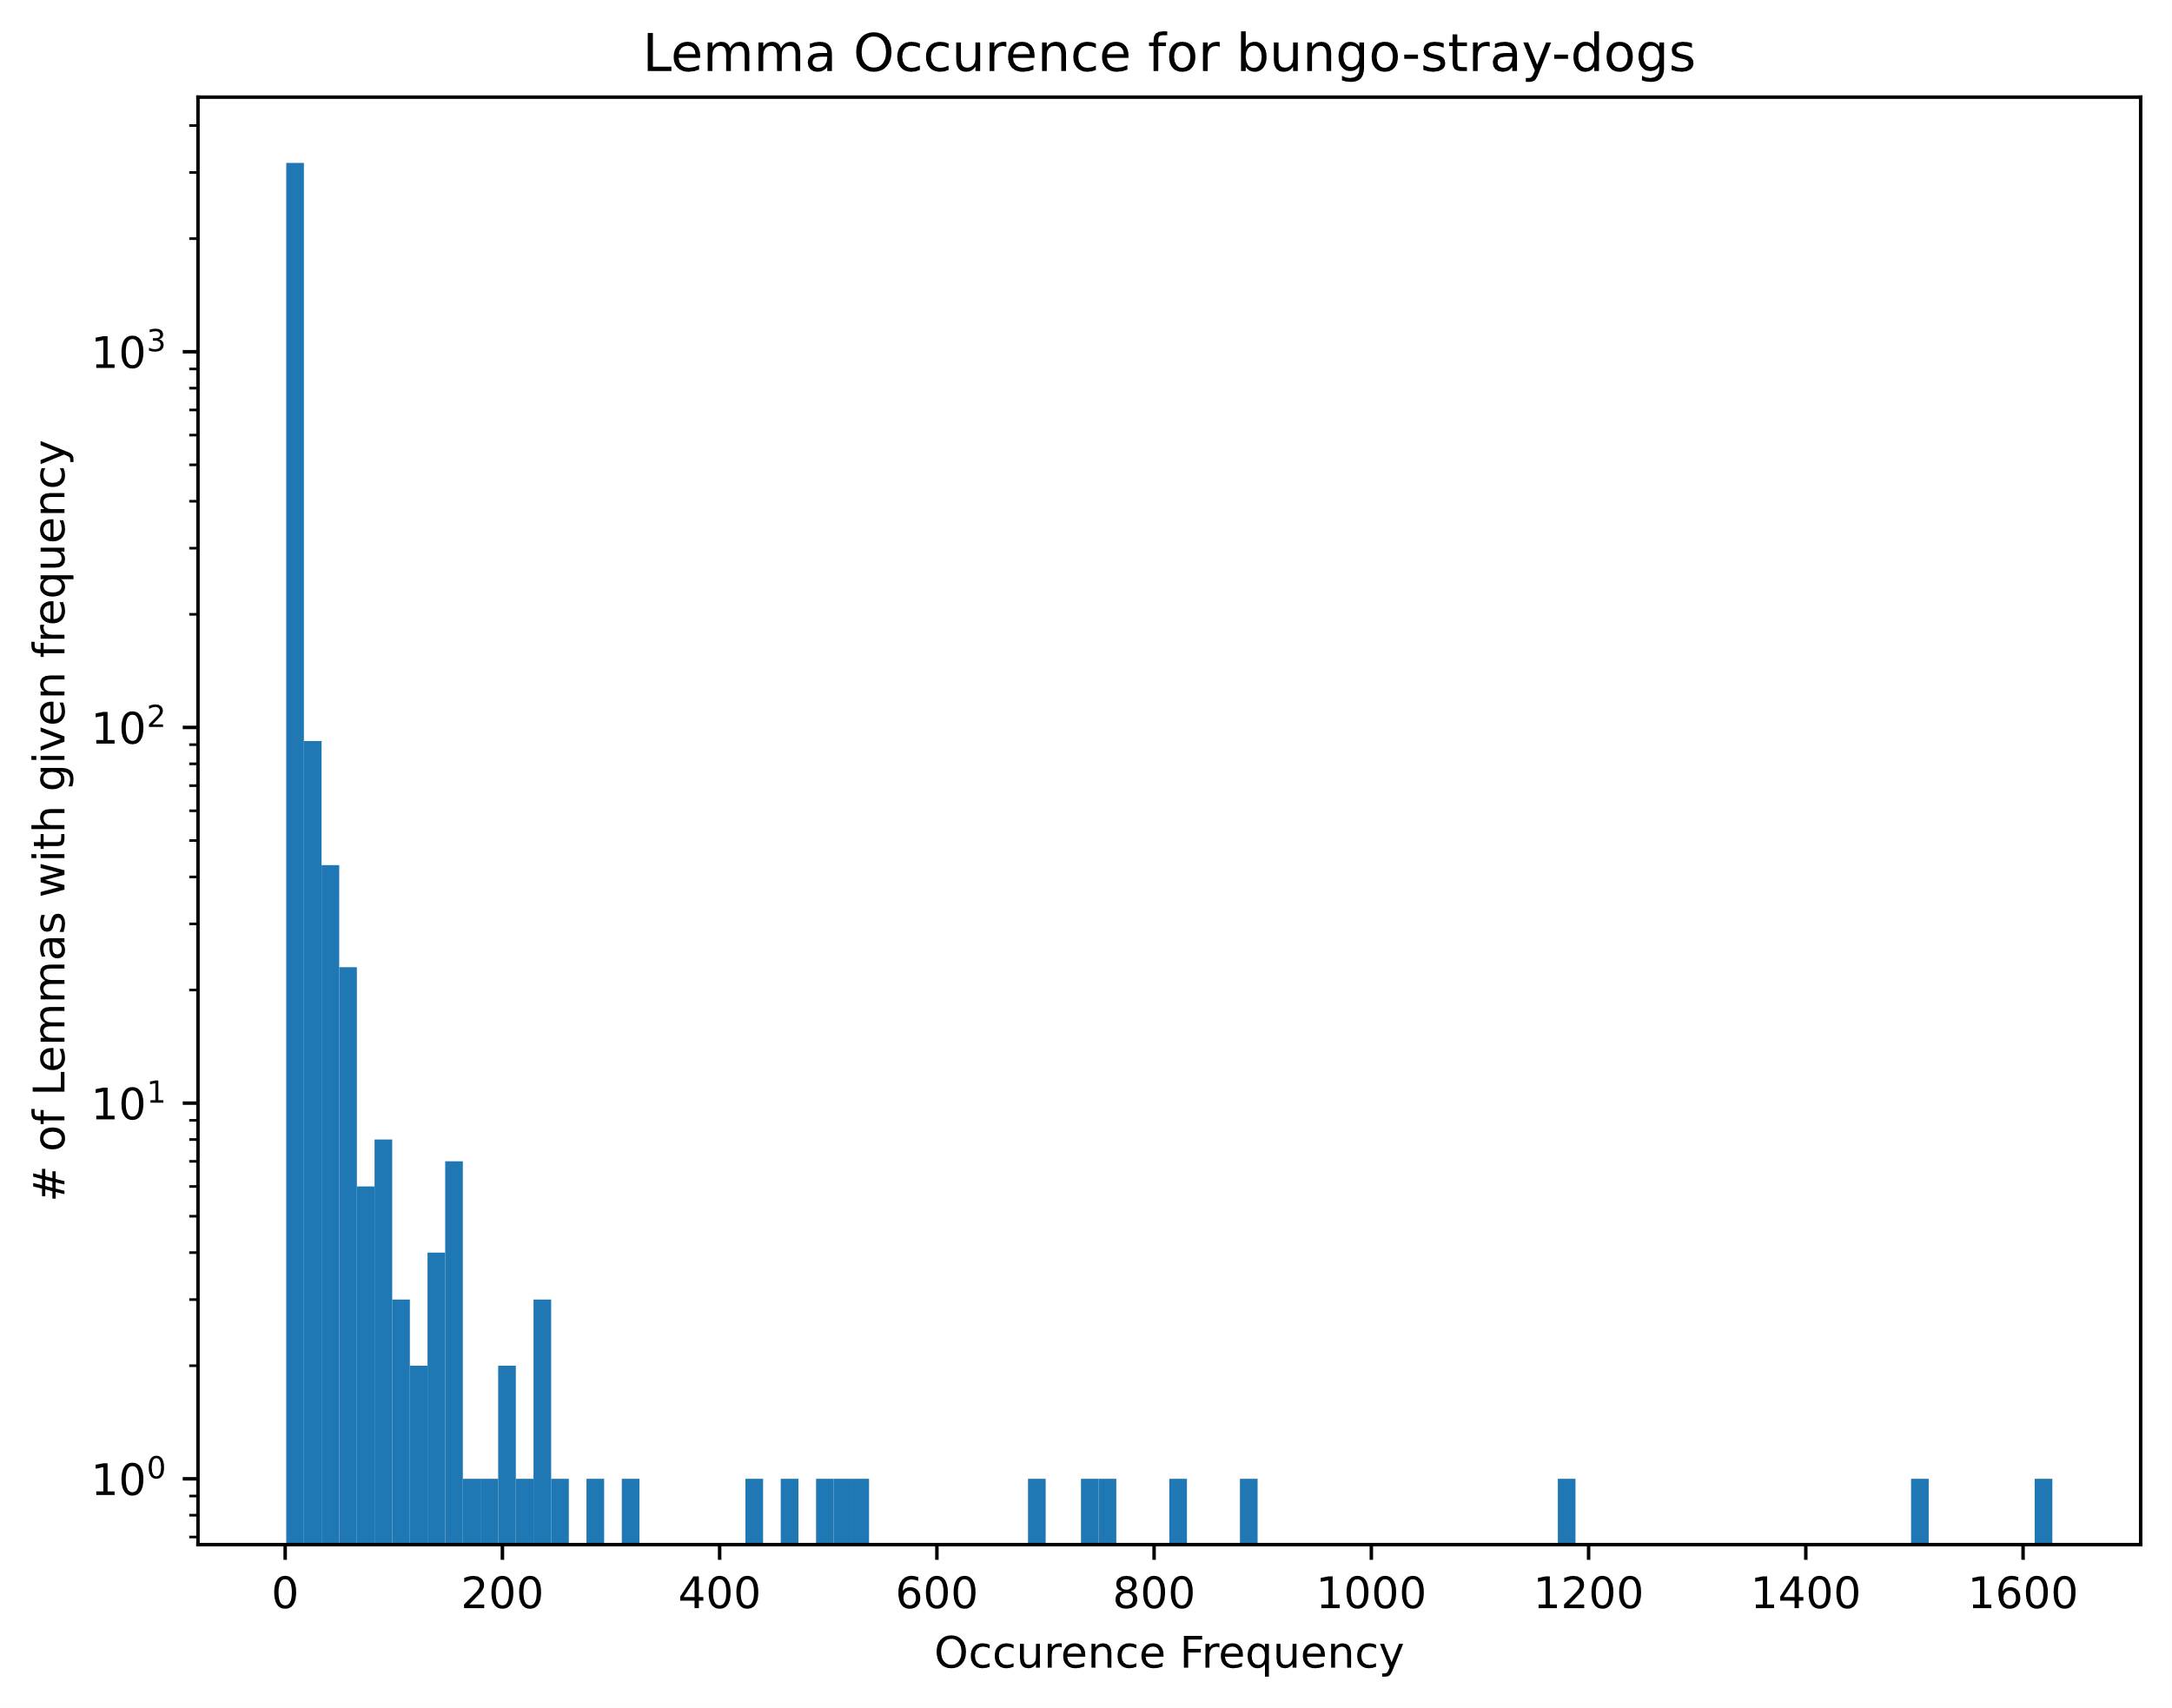 Lemma Occurence for bungo-stray-dogs
# of Lemmas with given frequency
10³
10²
10¹
10⁰
0 200 400 600 800 1000 1200 1400 1600
Occurence Frequency